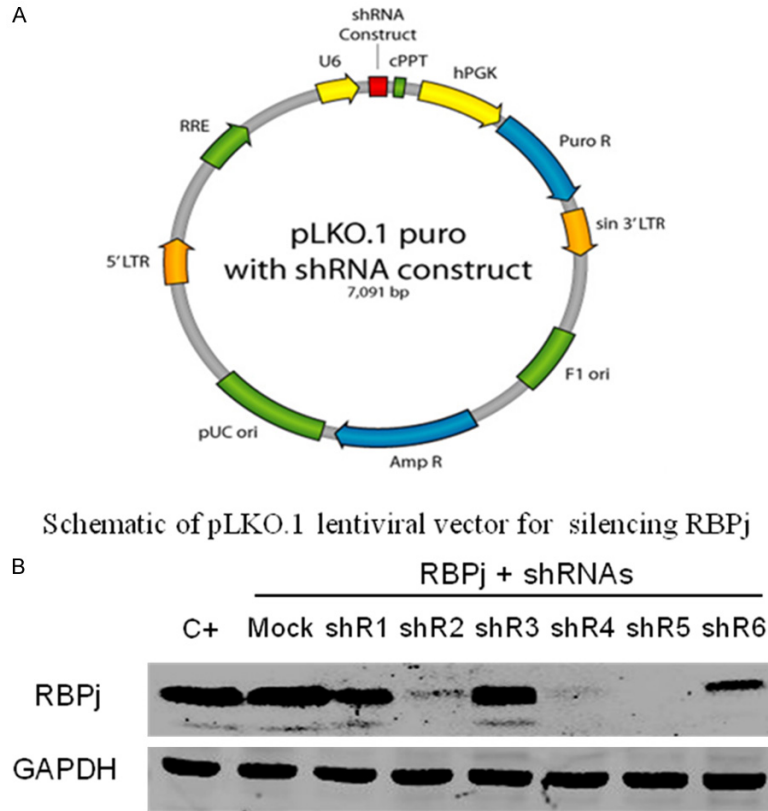 A
shRNA
Construct
U6
cPPT
hPGK
RRE
Puro R
sin 3' LTR
5' LTR
pLKO.1 puro
with shRNA construct
7,091 bp
F1 ori
pUC ori
Amp R
Schematic of pLKO.1 lentiviral vector for silencing RBPj
B
RBPj + shRNAs
C+ Mock shR1 shR2 shR3 shR4 shR5 shR6
RBPj
GAPDH